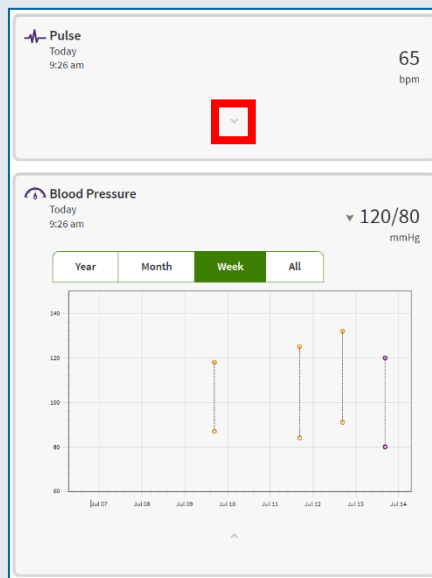 Pulse
Today
9:26 am
65
bpm
Blood Pressure
Today
9:26 am
120/80
mmHg
Year Month Week All
140
120
100
80
60
Jul 07 Jul 08 Jul 09 Jul 10 Jul 11 Jul 12 Jul 13 Jul 14